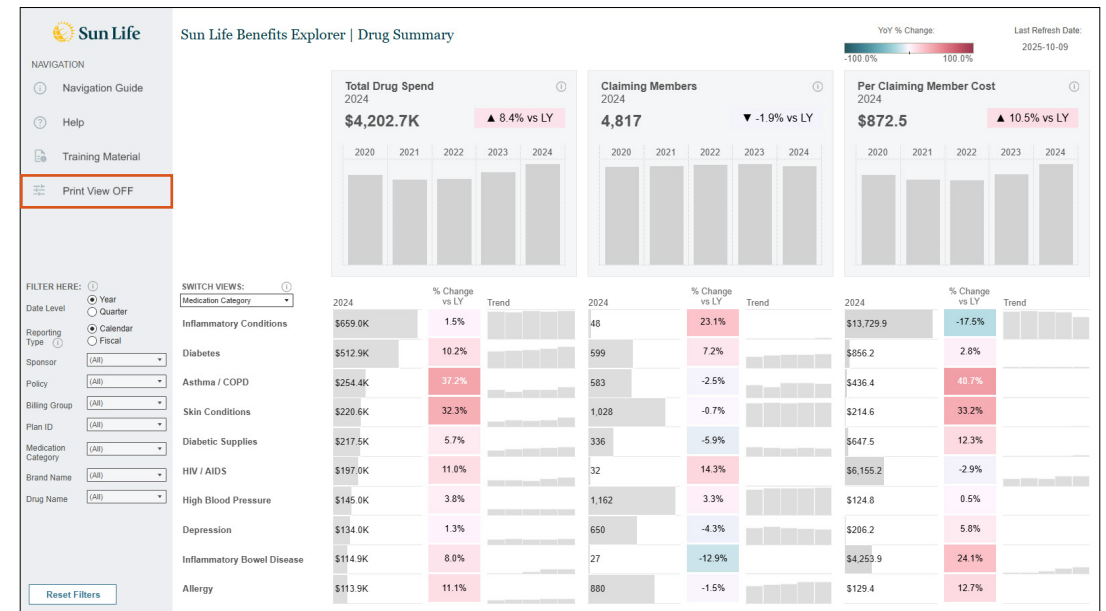 Sun Life
Sun Life Benefits Explorer | Drug Summary
YoY % Change:
-100.0% 100.0%
Last Refresh Date:
2025-10-09
NAVIGATION
Navigation Guide
Help
Training Material
Print View OFF
Total Drug Spend
2024
$4,202.7K ▲ 8.4% vs LY
2020 2021 2022 2023 2024
Claiming Members
2024
4,817 ▼ -1.9% vs LY
2020 2021 2022 2023 2024
Per Claiming Member Cost
2024
$872.5 ▲ 10.5% vs LY
2020 2021 2022 2023 2024
FILTER HERE:
Date Level
Year
Quarter
Reporting Type
Calendar
Fiscal
Sponsor (All)
Policy (All)
Billing Group (All)
Plan ID (All)
Medication Category (All)
Brand Name (All)
Drug Name (All)
Reset Filters
SWITCH VIEWS:
Medication Category
2024 % Change vs LY Trend 2024 % Change vs LY Trend 2024 % Change vs LY Trend
Inflammatory Conditions $659.0K 1.5% 48 23.1% $13,729.9 -17.5%
Diabetes $512.9K 10.2% 599 7.2% $856.2 2.8%
Asthma / COPD $254.4K 37.2% 583 -2.5% $436.4 40.7%
Skin Conditions $220.6K 32.3% 1,028 -0.7% $214.6 33.2%
Diabetic Supplies $217.5K 5.7% 336 -5.9% $647.5 12.3%
HIV / AIDS $197.0K 11.0% 32 14.3% $6,155.2 -2.9%
High Blood Pressure $145.0K 3.8% 1,162 3.3% $124.8 0.5%
Depression $134.0K 1.3% 650 -4.3% $206.2 5.8%
Inflammatory Bowel Disease $114.9K 8.0% 27 -12.9% $4,253.9 24.1%
Allergy $113.9K 11.1% 880 -1.5% $129.4 12.7%